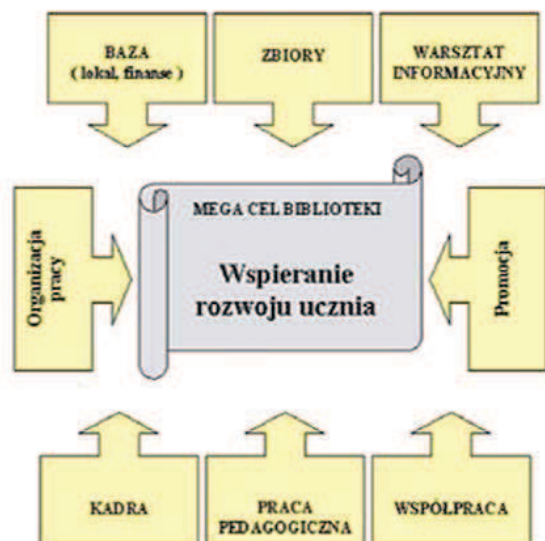 BAZA
( lokal, finanse )
ZBIORY
WARSZTAT
INFORMACYJNY
Organizacja
pracy
MEGA CEL BIBLIOTEKI
Wspieranie
rozwoju ucznia
Promocja
KADRA
PRACA
PEDAGOGICZNA
WSPÓŁPRACA